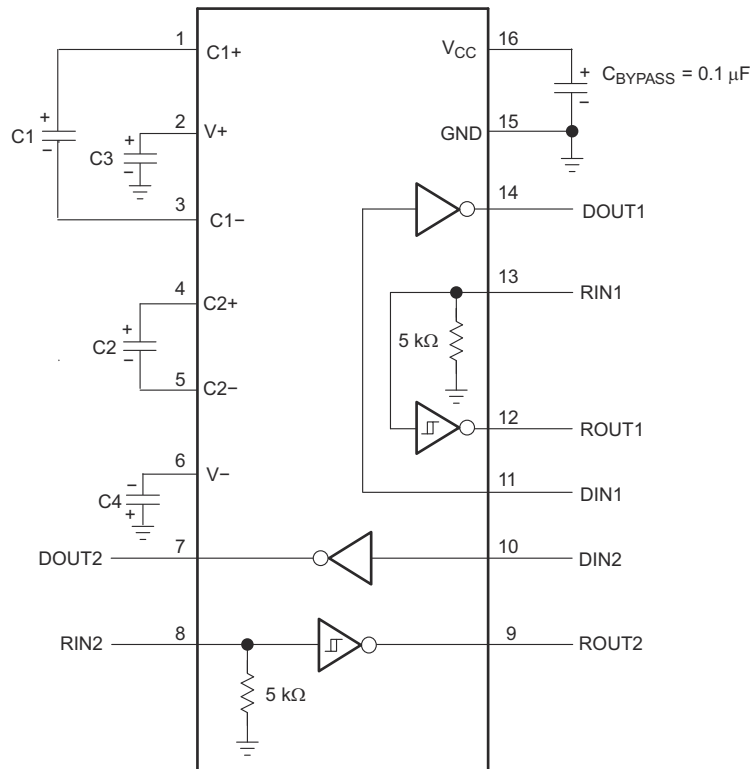 1
C1+
VCC
16
+
CBYPASS = 0.1 μF
−
+
C1
−
2
V+
+
C3
−
15
GND
3
C1−
14
DOUT1
13
RIN1
4
C2+
5 kΩ
+
C2
−
5
C2−
12
ROUT1
6
V−
−
C4
+
11
DIN1
DOUT2
7
10
DIN2
RIN2
8
9
ROUT2
5 kΩ